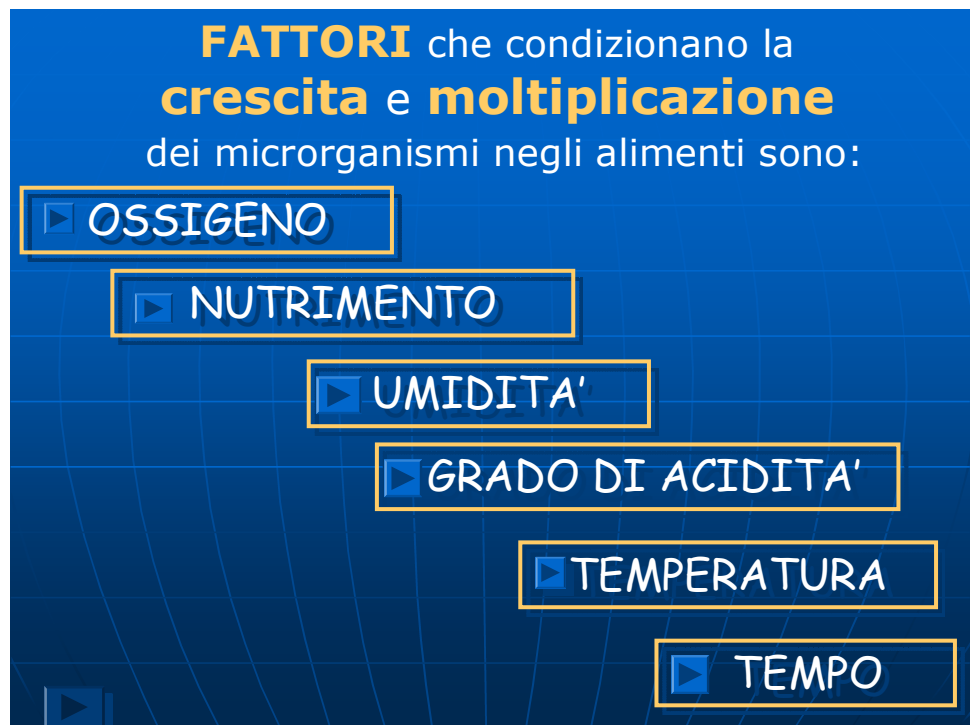 FATTORI che condizionano la
crescita e moltiplicazione
dei microrganismi negli alimenti sono:
OSSIGENO
NUTRIMENTO
UMIDITA’
GRADO DI ACIDITA’
TEMPERATURA
TEMPO